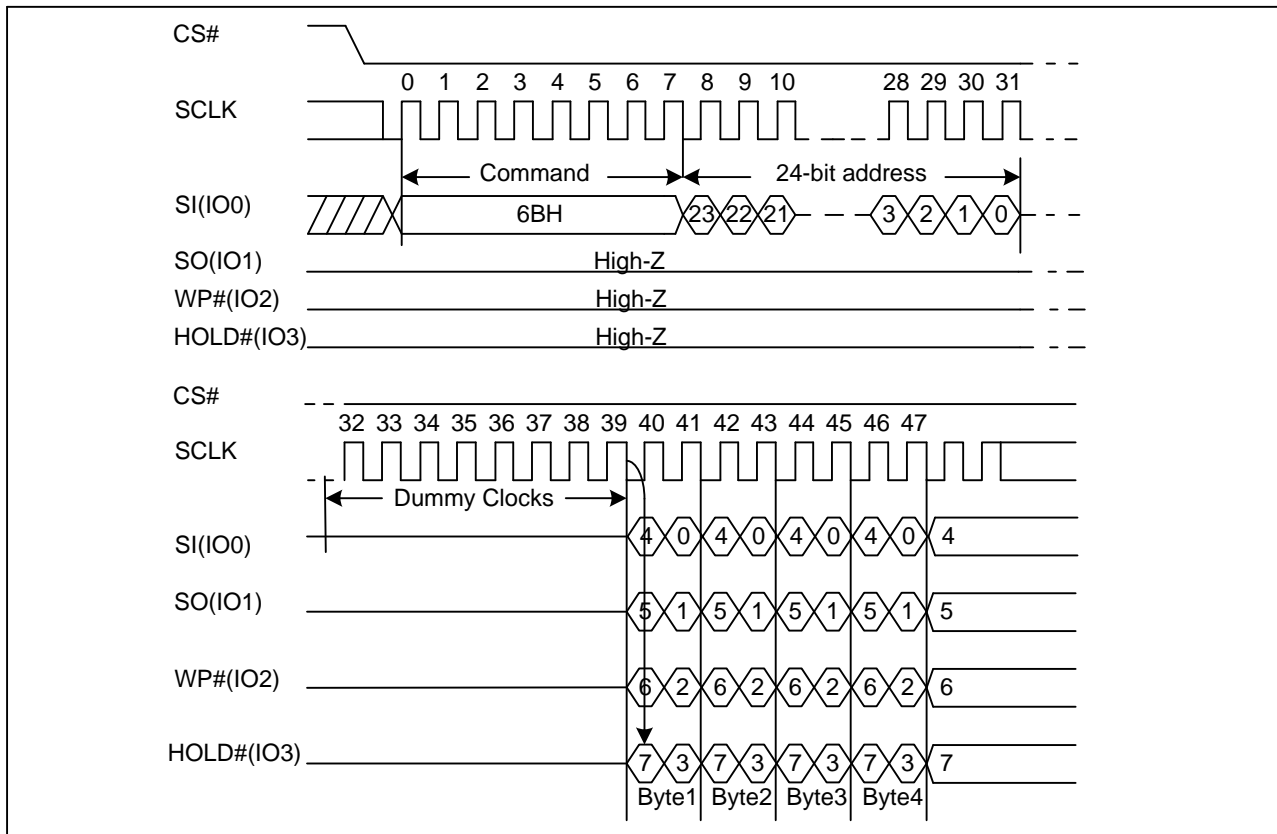 CS#
0 1 2 3 4 5 6 7 8 9 10 28 29 30 31
SCLK
Command 24-bit address
SI(IO0) 6BH 23 22 21 3 2 1 0
SO(IO1) High-Z
WP#(IO2) High-Z
HOLD#(IO3) High-Z
CS#
32 33 34 35 36 37 38 39 40 41 42 43 44 45 46 47
SCLK
Dummy Clocks
SI(IO0) 4 0 4 0 4 0 4 0 4
SO(IO1) 5 1 5 1 5 1 5 1 5
WP#(IO2) 6 2 6 2 6 2 6 2 6
HOLD#(IO3) 7 3 7 3 7 3 7 3 7
Byte1 Byte2 Byte3 Byte4